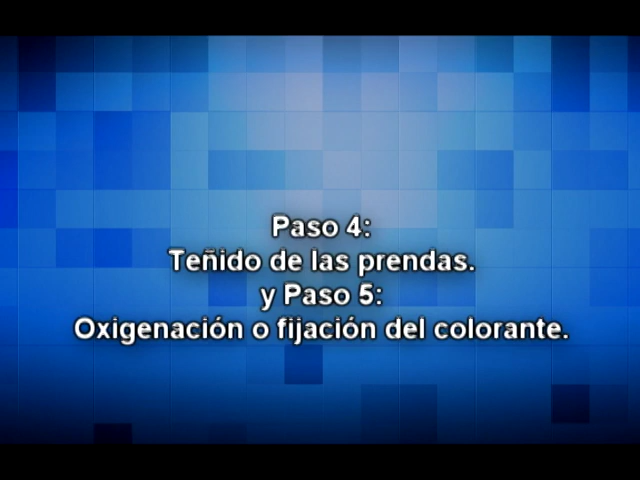 Paso 4:
Teñido de las prendas.
y Paso 5:
Oxigenación o fijación del colorante.